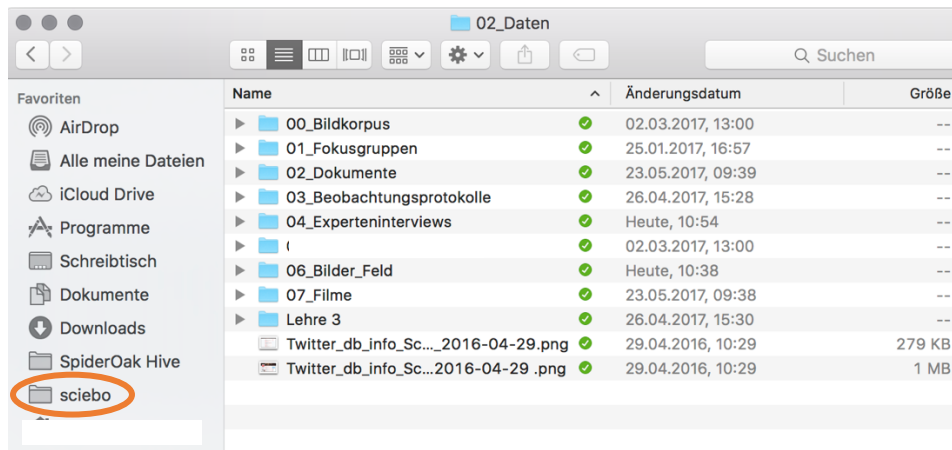 02_Daten
Suchen
Favoriten
AirDrop
Alle meine Dateien
iCloud Drive
Programme
Schreibtisch
Dokumente
Downloads
SpiderOak Hive
sciebo
Name Änderungsdatum Größe
00_Bildkorpus 02.03.2017, 13:00 --
01_Fokusgruppen 25.01.2017, 16:57 --
02_Dokumente 23.05.2017, 09:39 --
03_Beobachtungsprotokolle 26.04.2017, 15:28 --
04_Experteninterviews Heute, 10:54 --
02.03.2017, 13:00 --
06_Bilder_Feld Heute, 10:38 --
07_Filme 23.05.2017, 09:38 --
Lehre 3 26.04.2017, 15:30 --
Twitter_db_info_Sc..._2016-04-29.png 29.04.2016, 10:29 279 KB
Twitter_db_info_Sc...2016-04-29 .png 29.04.2016, 10:29 1 MB